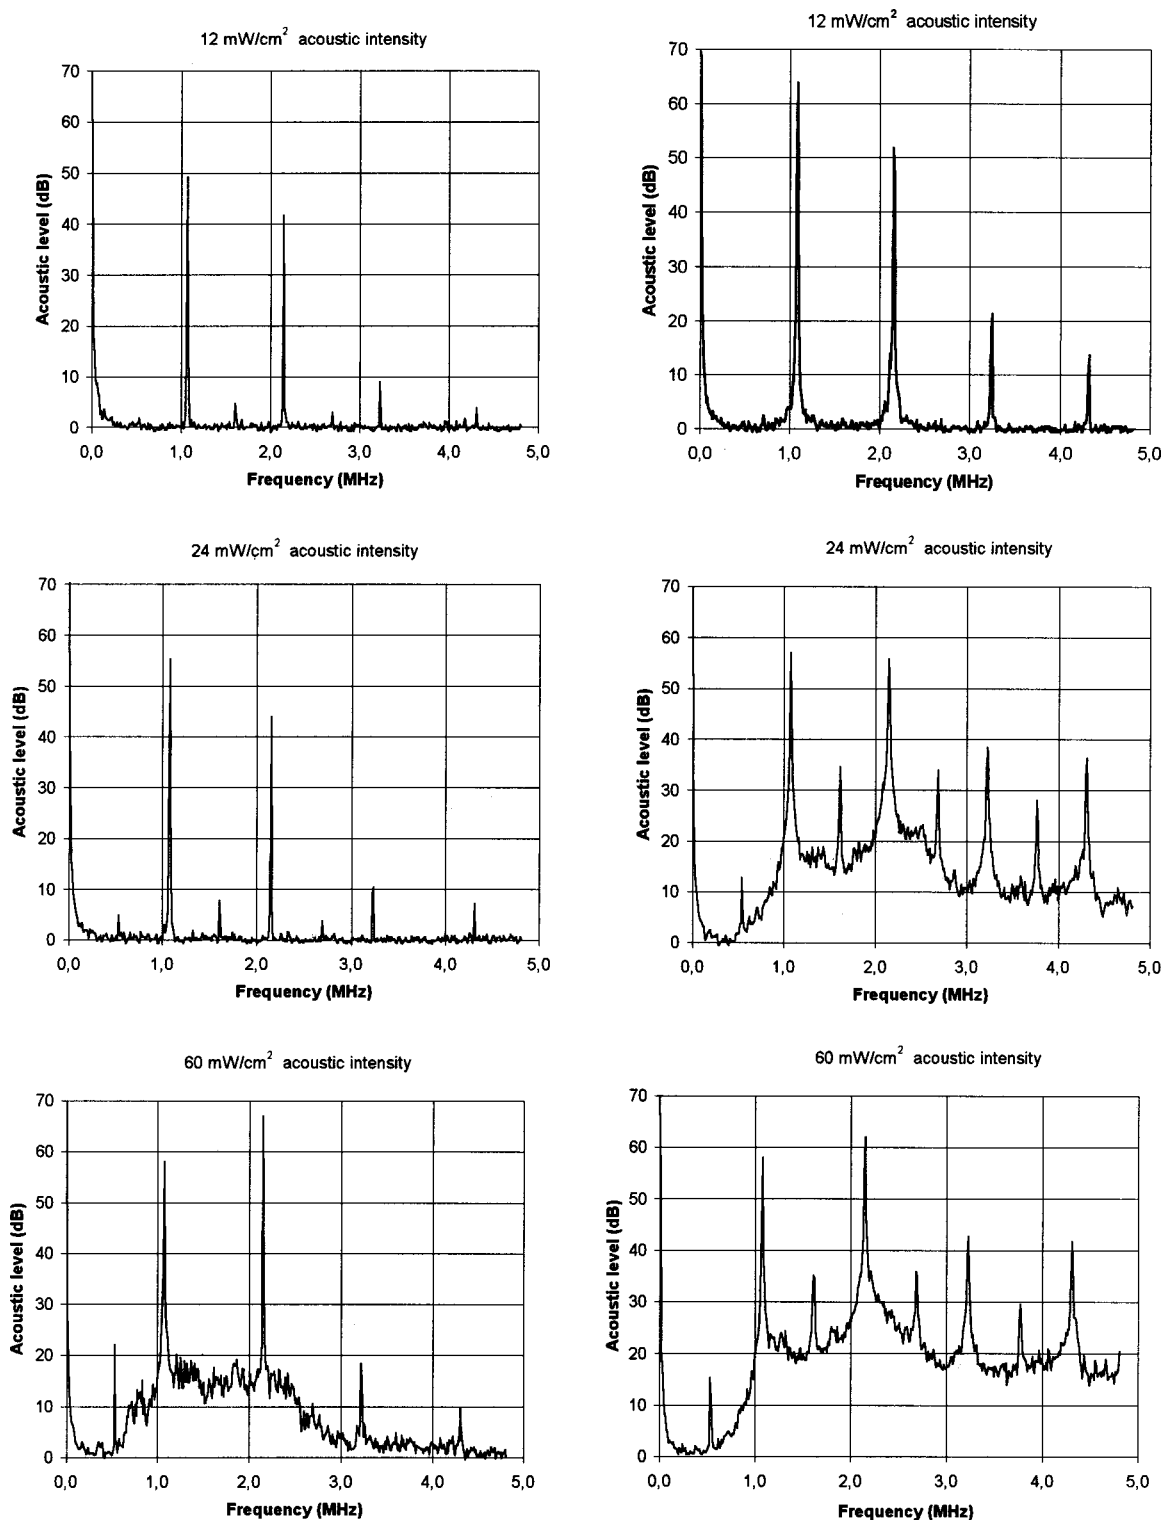 12 mW/cm² acoustic intensity
70
60
50
40
30
20
10
0
Acoustic level (dB)
0,0 1,0 2,0 3,0 4,0 5,0
Frequency (MHz)
12 mW/cm² acoustic intensity
70
60
50
40
30
20
10
0
Acoustic level (dB)
0,0 1,0 2,0 3,0 4,0 5,0
Frequency (MHz)
24 mW/cm² acoustic intensity
70
60
50
40
30
20
10
0
Acoustic level (dB)
0,0 1,0 2,0 3,0 4,0 5,0
Frequency (MHz)
24 mW/cm² acoustic intensity
70
60
50
40
30
20
10
0
Acoustic level (dB)
0,0 1,0 2,0 3,0 4,0 5,0
Frequency (MHz)
60 mW/cm² acoustic intensity
70
60
50
40
30
20
10
0
Acoustic level (dB)
0,0 1,0 2,0 3,0 4,0 5,0
Frequency (MHz)
60 mW/cm² acoustic intensity
70
60
50
40
30
20
10
0
Acoustic level (dB)
0,0 1,0 2,0 3,0 4,0 5,0
Frequency (MHz)